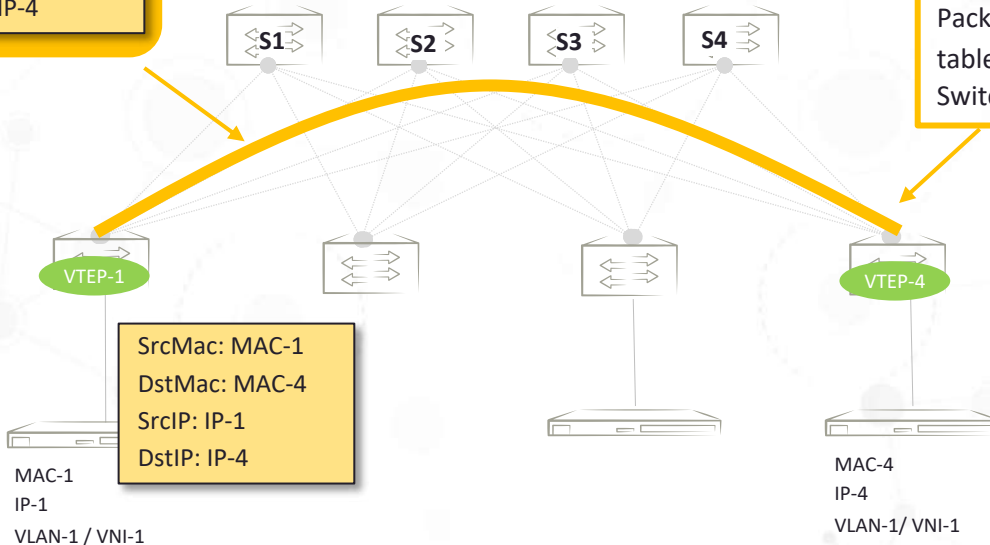 IP-4
S1
S2
S3
S4
Pack
table
Switc
VTEP-1
VTEP-4
SrcMac: MAC-1
DstMac: MAC-4
SrcIP: IP-1
DstIP: IP-4
MAC-1
IP-1
VLAN-1 / VNI-1
MAC-4
IP-4
VLAN-1/ VNI-1